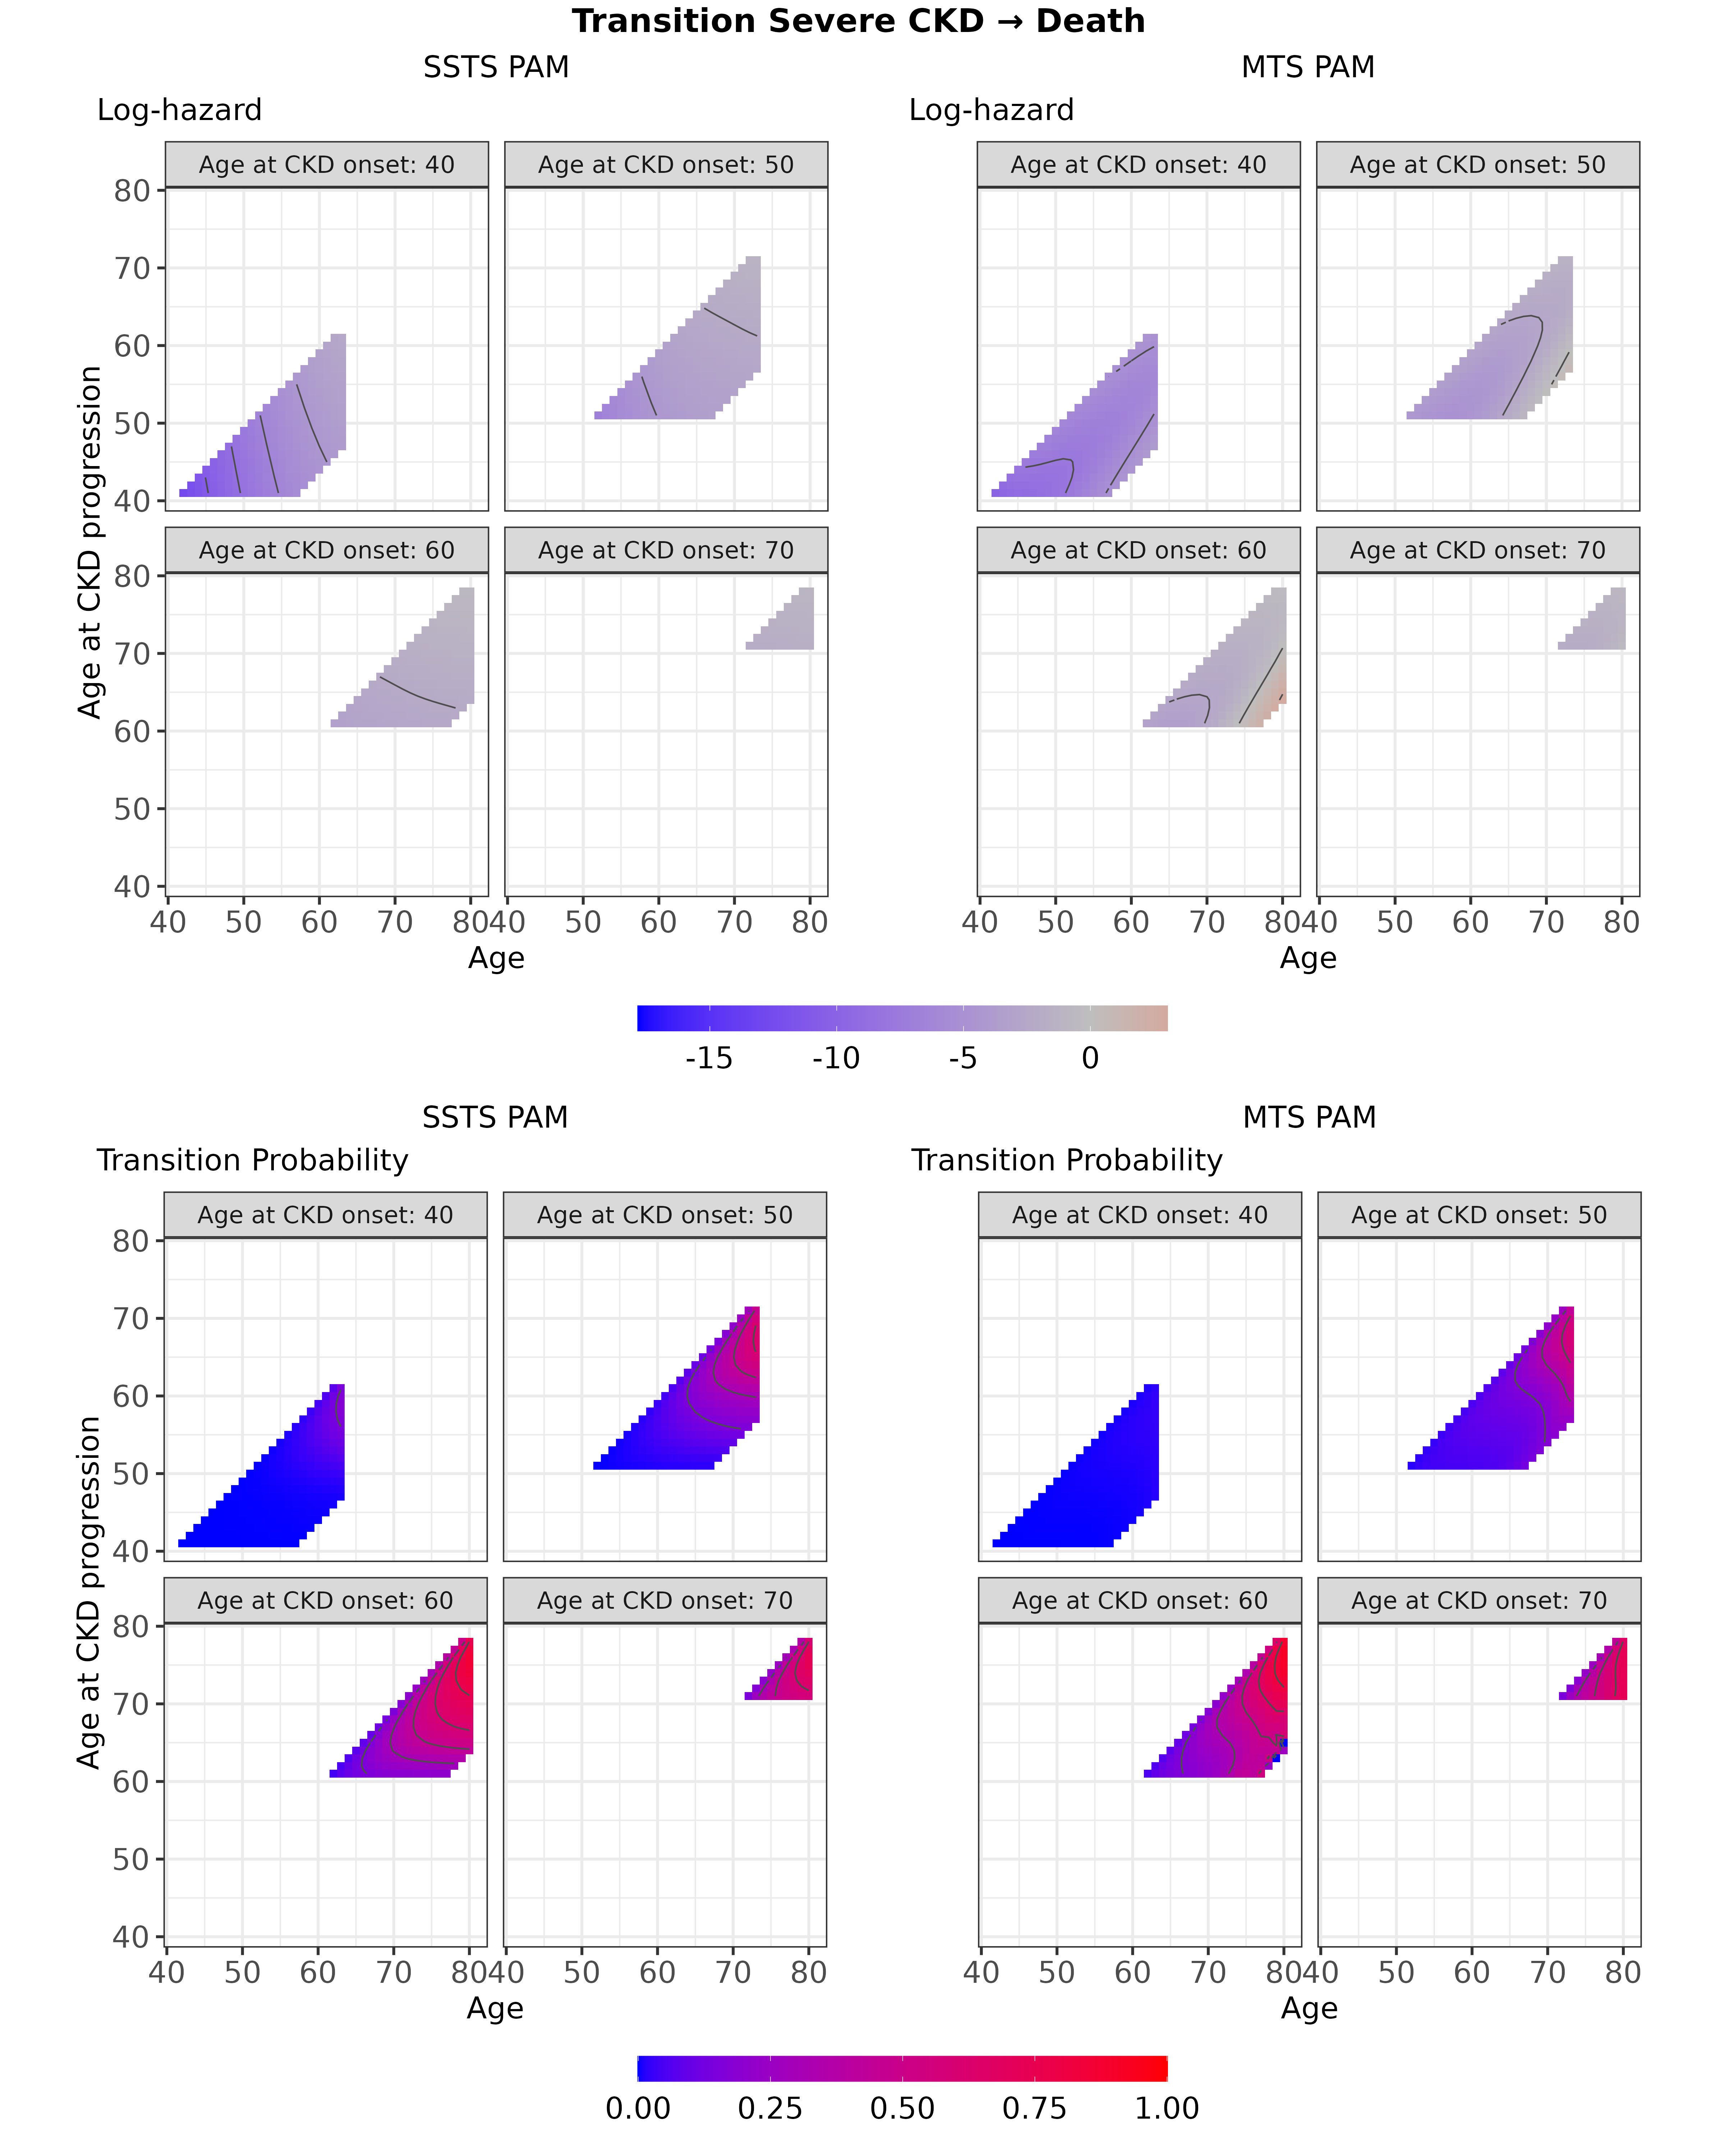 Transition Severe CKD → Death
SSTS PAM
MTS PAM
Log-hazard
Log-hazard
Age at CKD onset: 40
Age at CKD onset: 50
Age at CKD onset: 40
Age at CKD onset: 50
80
70
60
50
40
Age at CKD progression
Age at CKD onset: 60
Age at CKD onset: 70
Age at CKD onset: 60
Age at CKD onset: 70
80
70
60
50
40
40 50 60 70 80 40 50 60 70 80
40 50 60 70 80 40 50 60 70 80
Age
Age
-15 -10 -5 0
SSTS PAM
MTS PAM
Transition Probability
Transition Probability
Age at CKD onset: 40
Age at CKD onset: 50
Age at CKD onset: 40
Age at CKD onset: 50
80
70
60
50
40
Age at CKD progression
Age at CKD onset: 60
Age at CKD onset: 70
Age at CKD onset: 60
Age at CKD onset: 70
80
70
60
50
40
40 50 60 70 80 40 50 60 70 80
40 50 60 70 80 40 50 60 70 80
Age
Age
0.00 0.25 0.50 0.75 1.00